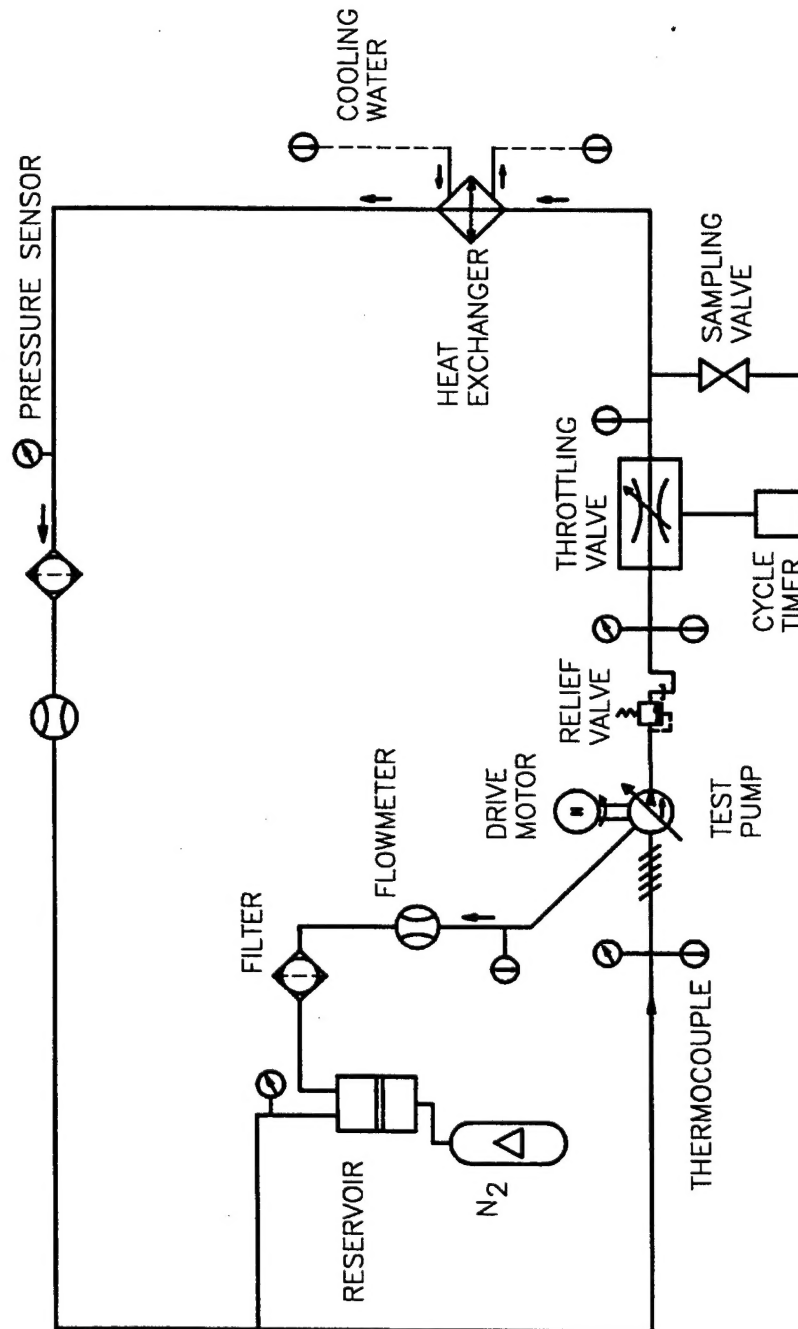 PRESSURE SENSOR
COOLING
WATER
HEAT
EXCHANGER
SAMPLING
VALVE
THROTTLING
VALVE
CYCLE
TIMER
RELIEF
VALVE
DRIVE
MOTOR
M
TEST
PUMP
FLOWMETER
FILTER
RESERVOIR
N2
THERMOCOUPLE